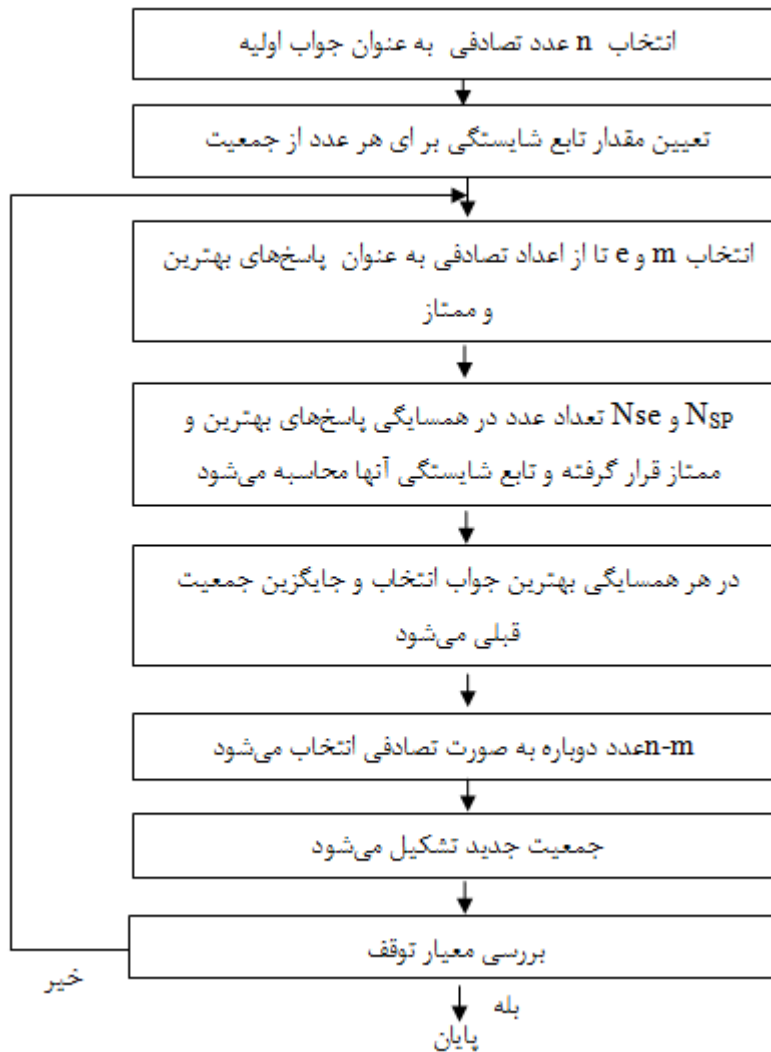 انتخاب n عدد تصادفی به عنوان جواب اولیه
تعیین مقدار تابع شایستگی بر ای هر عدد از جمعیت
انتخاب m و e تا از اعداد تصادفی به عنوان پاسخ‌های بهترین
و ممتاز
NSP و Nse تعداد عدد در همسایگی پاسخ‌های بهترین و
ممتاز قرار گرفته و تابع شایستگی آنها محاسبه می‌شود
در هر همسایگی بهترین جواب انتخاب و جایگزین جمعیت
قبلی می‌شود
n-mعدد دوباره به صورت تصادفی انتخاب می‌شود
جمعیت جدید تشکیل می‌شود
بررسی معیار توقف
خیر
بله
پایان